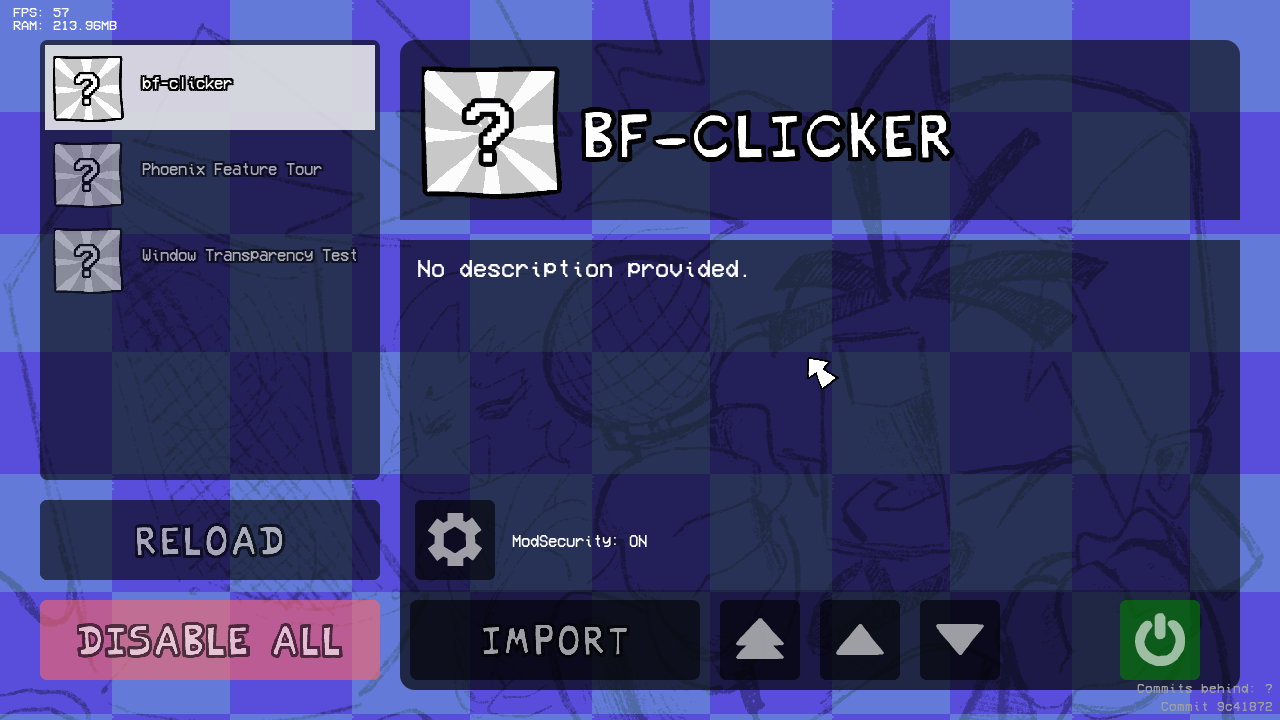 FPS: 57
RAM: 213.96MB
bf-clicker
Phoenix Feature Tour
Window Transparency Test
RELOAD
DISABLE ALL
BF-CLICKER
No description provided.
ModSecurity: ON
IMPORT
Commits behind: ?
Commit 9c41872